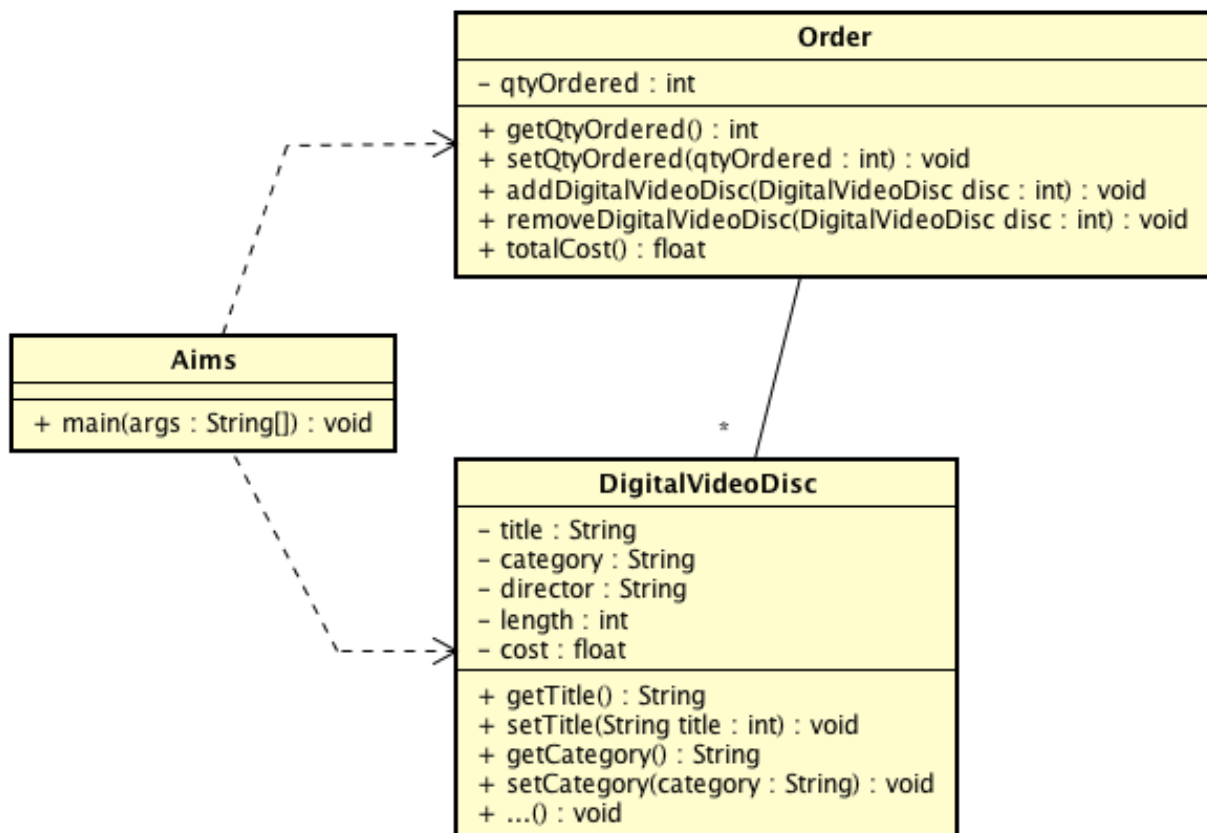 Order
- qtyOrdered : int
+ getQtyOrdered() : int
+ setQtyOrdered(qtyOrdered : int) : void
+ addDigitalVideoDisc(DigitalVideoDisc disc : int) : void
+ removeDigitalVideoDisc(DigitalVideoDisc disc : int) : void
+ totalCost() : float
Aims
+ main(args : String[]) : void
*
DigitalVideoDisc
- title : String
- category : String
- director : String
- length : int
- cost : float
+ getTitle() : String
+ setTitle(String title : int) : void
+ getCategory() : String
+ setCategory(category : String) : void
+ ...() : void